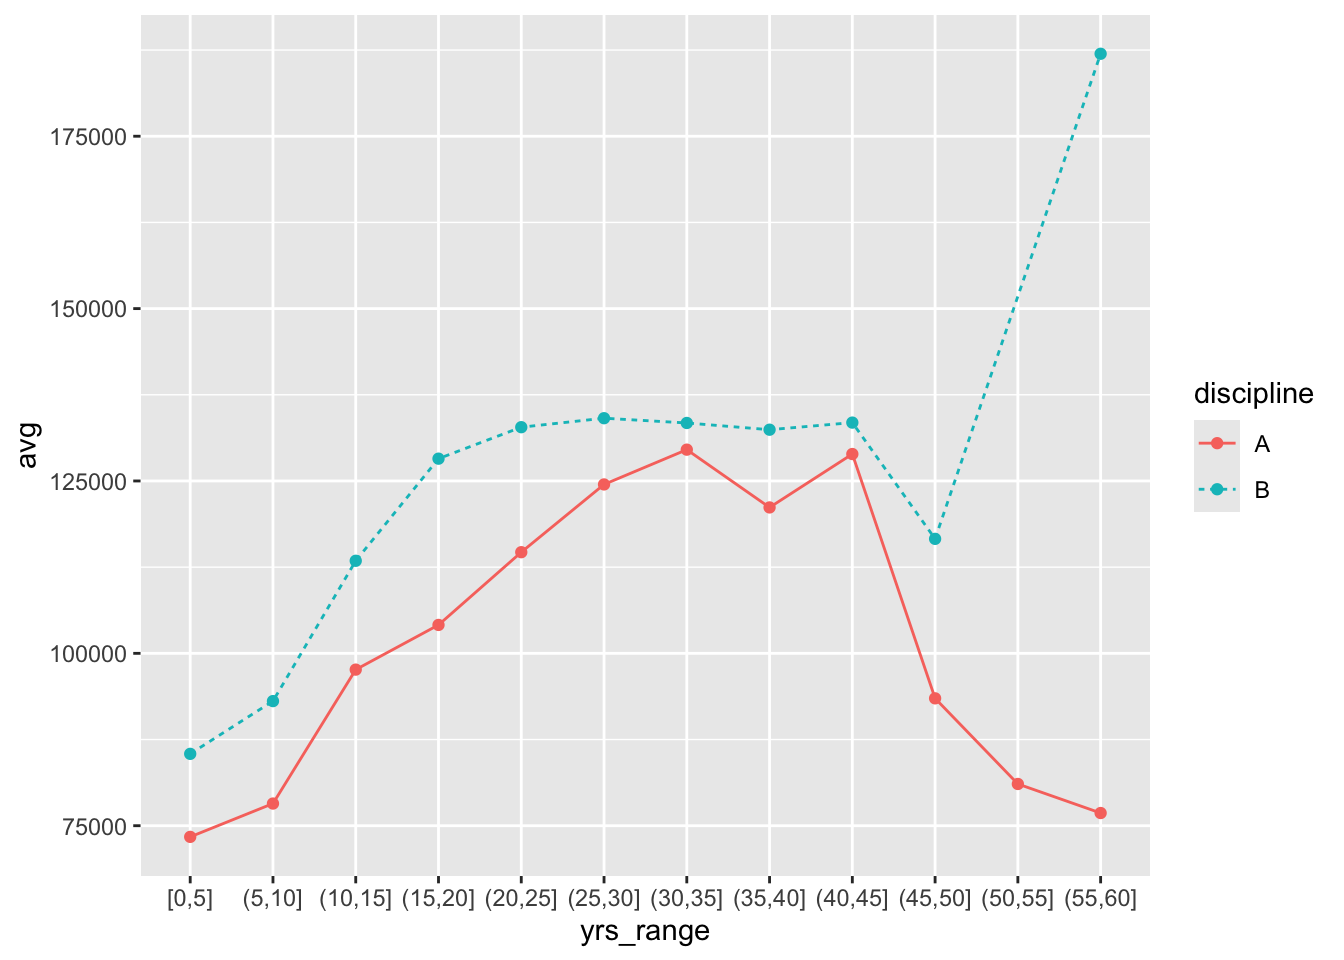 avg
175000
150000
125000
100000
75000
[0,5] (5,10] (10,15] (15,20] (20,25] (25,30] (30,35] (35,40] (40,45] (45,50] (50,55] (55,60]
yrs_range
discipline
A
B